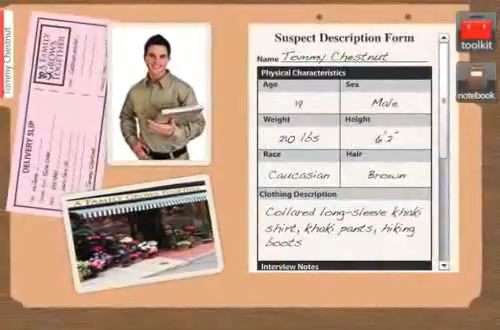 Tommy Chestnut
A FAMILY
GROWS
TOGETHER
DELIVERY SLIP
A FAMILY GROWS TOGETHER
Suspect Description Form
Name Tommy Chestnut
Physical Characteristics
Age Sex
19 Male
Weight Height
210 lbs 6'2"
Race Hair
Caucasian Brown
Clothing Description
Collared long-sleeve khaki
shirt, khaki pants, hiking
boots
Interview Notes
toolkit
notebook